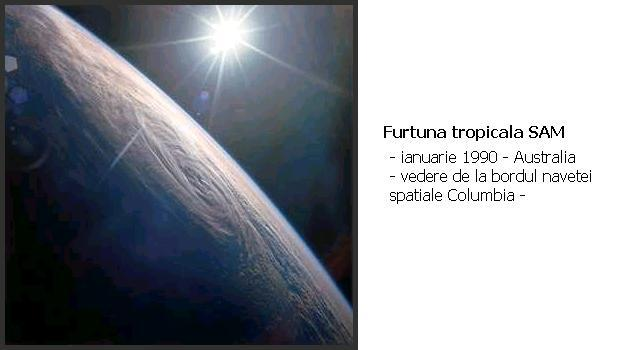 Furtuna tropicala SAM
- ianuarie 1990 - Australia
- vedere de la bordul navetei
spatiale Columbia -